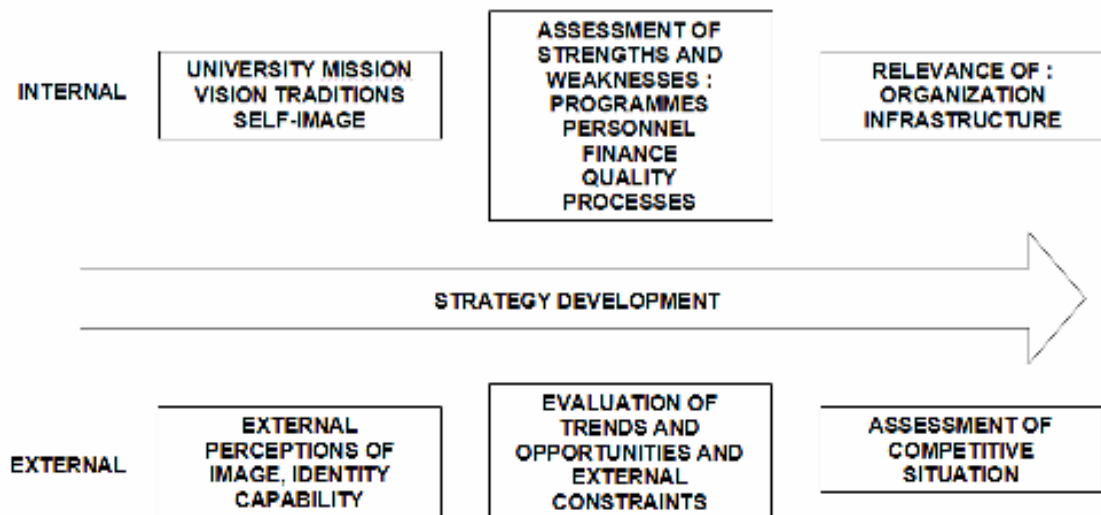 INTERNAL
UNIVERSITY MISSION
VISION TRADITIONS
SELF-IMAGE
ASSESSMENT OF
STRENGTHS AND
WEAKNESSES :
PROGRAMMES
PERSONNEL
FINANCE
QUALITY
PROCESSES
RELEVANCE OF :
ORGANIZATION
INFRASTRUCTURE
STRATEGY DEVELOPMENT
EXTERNAL
EXTERNAL
PERCEPTIONS OF
IMAGE, IDENTITY
CAPABILITY
EVALUATION OF
TRENDS AND
OPPORTUNITIES AND
EXTERNAL
CONSTRAINTS
ASSESSMENT OF
COMPETITIVE
SITUATION